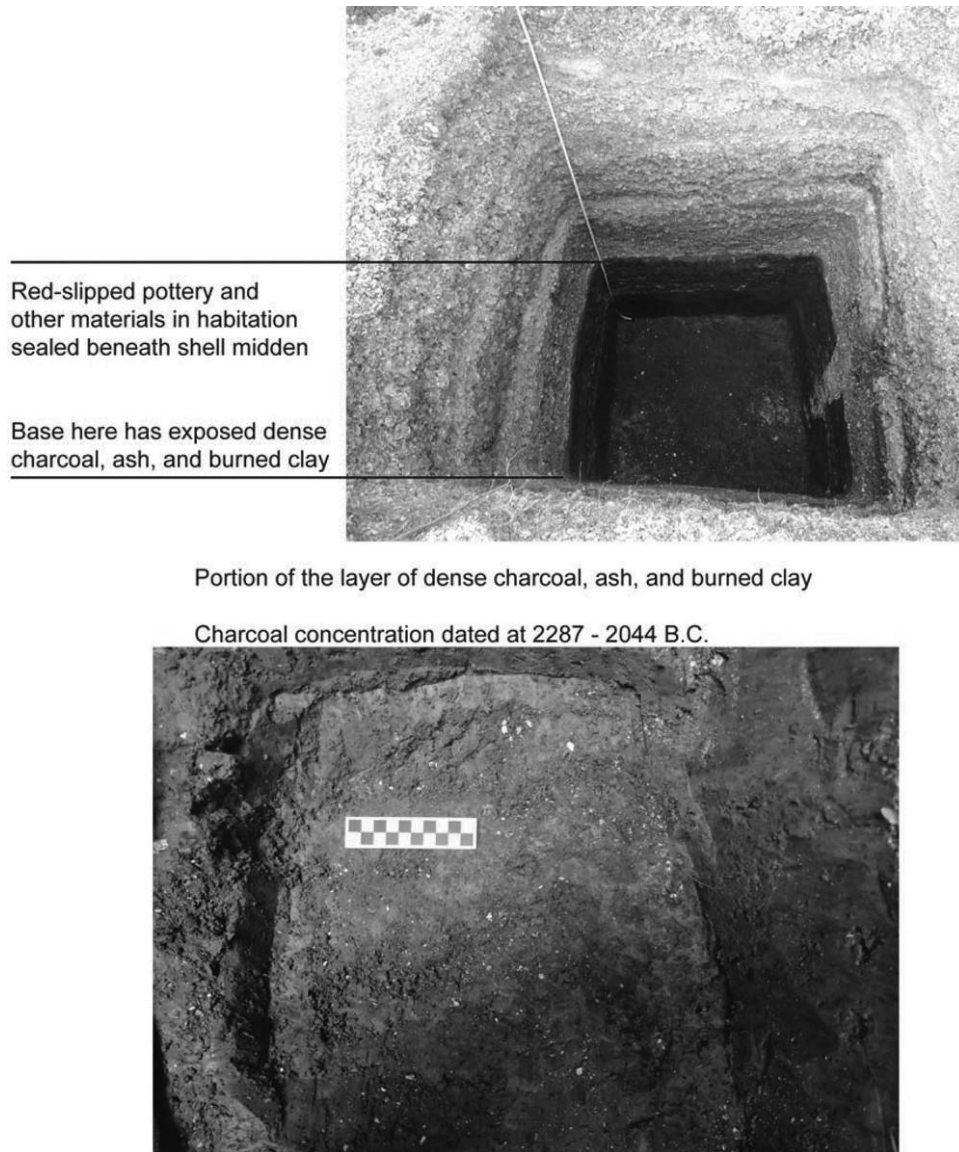 Red-slipped pottery and
other materials in habitation
sealed beneath shell midden
Base here has exposed dense
charcoal, ash, and burned clay
Portion of the layer of dense charcoal, ash, and burned clay
Charcoal concentration dated at 2287 - 2044 B.C.